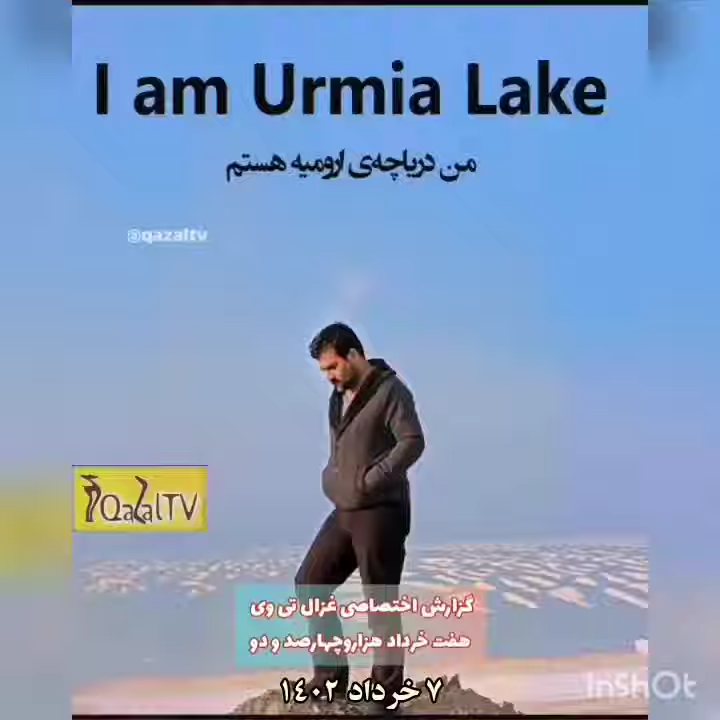 I am Urmia Lake
من دریاچه‌ی ارومیه هستم
@qazaltv
QazalTV
گزارش اختصاصی غزال تی وی
هفت خرداد هزاروچهارصد و دو
۷ خرداد ۱۴۰۲
InShOt